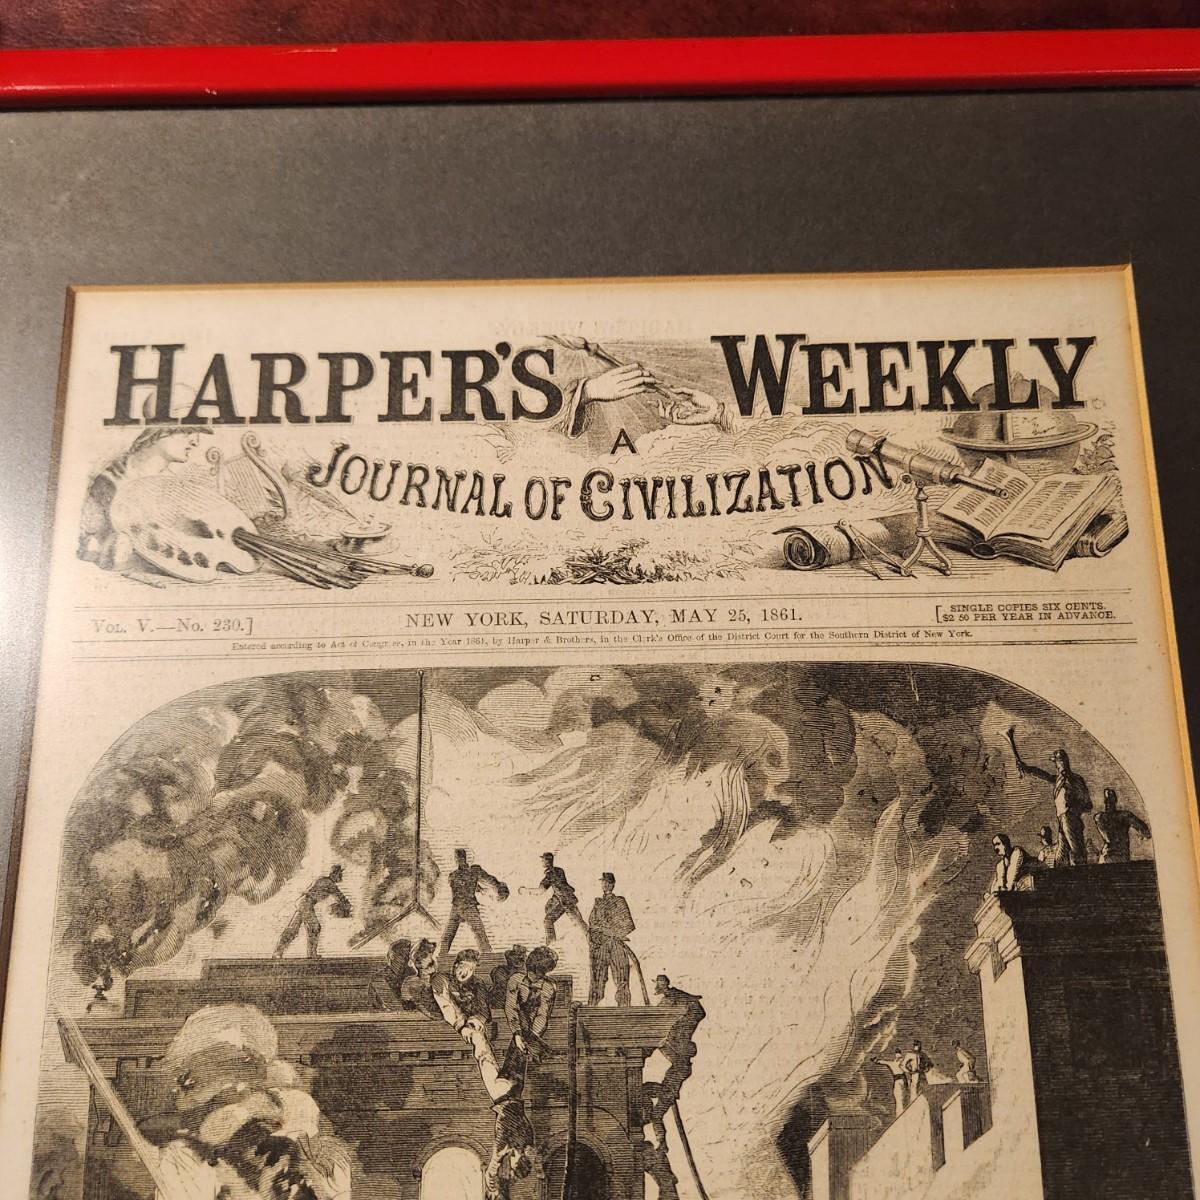 HARPER'S WEEKLY
A
JOURNAL OF CIVILIZATION
VOL. V.—NO. 230.]
NEW YORK, SATURDAY, MAY 25, 1861.
[SINGLE COPIES SIX CENTS.
$2 50 PER YEAR IN ADVANCE.
Entered according to Act of Congress, in the Year 1861, by Harper & Brothers, in the Clerk's Office of the District Court for the Southern District of New York.